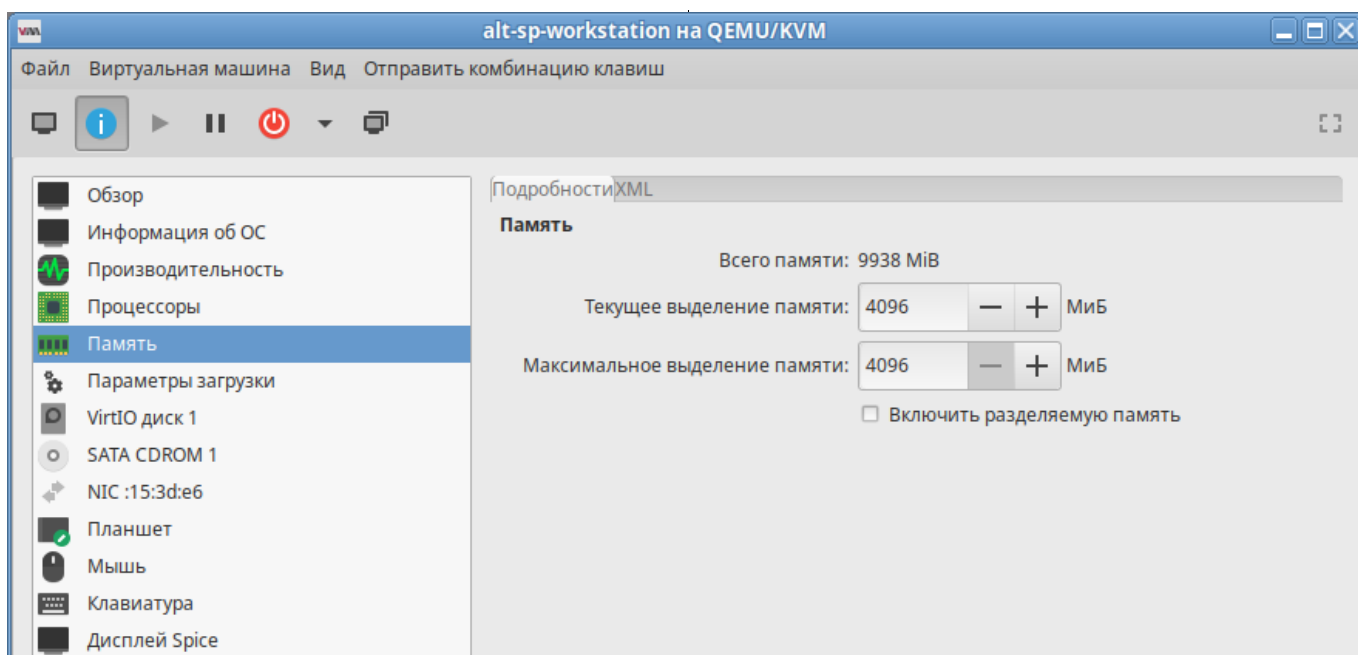 alt-sp-workstation на QEMU/KVM
Файл Виртуальная машина Вид Отправить комбинацию клавиш
Обзор
Информация об ОС
Производительность
Процессоры
Память
Параметры загрузки
VirtIO диск 1
SATA CDROM 1
NIC :15:3d:e6
Планшет
Мышь
Клавиатура
Дисплей Spice
Подробности XML
Память
Всего памяти: 9938 MiB
Текущее выделение памяти: 4096 МиБ
Максимальное выделение памяти: 4096 МиБ
Включить разделяемую память